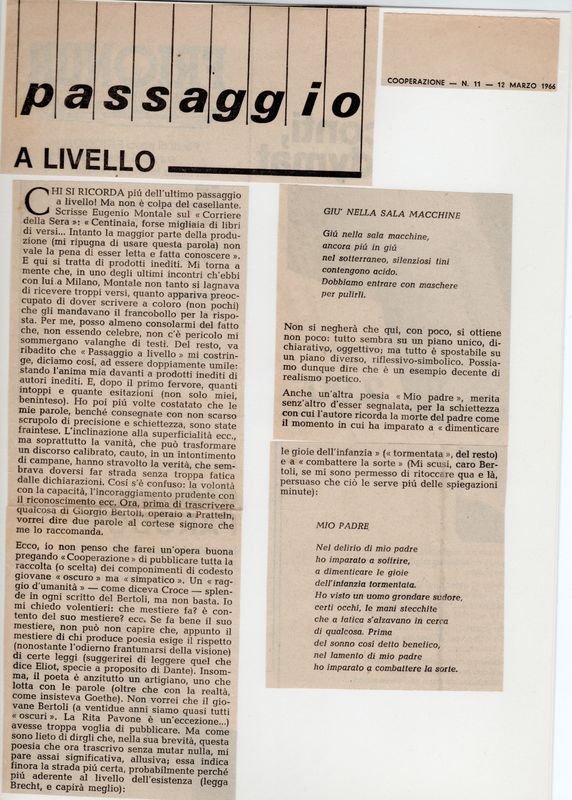 passaggio
A LIVELLO
COOPERAZIONE — N. 11 — 12 MARZO 1966
CHI SI RICORDA piú dell'ultimo passaggio
a livello! Ma non è colpa del casellante.
Scrisse Eugenio Montale sul « Corriere
della Sera »: « Centinaia, forse migliaia di libri
di versi... Intanto la maggior parte della produ-
zione (mi ripugna di usare questa parola) non
vale la pena di esser letta e fatta conoscere ».
E qui si tratta di prodotti inediti. Mi torna a
mente che, in uno degli ultimi incontri ch'ebbi
con lui a Milano, Montale non tanto si lagnava
di ricevere troppi versi, quanto appariva preoc-
cupato di dover scrivere a coloro (non pochi)
che gli mandavano il francobollo per la rispo-
sta. Per me, posso almeno consolarmi del fatto
che, non essendo celebre, non c'è pericolo mi
sommergano valanghe di testi. Del resto, va
ribadito che « Passaggio a livello » mi costrin-
ge, diciamo cosí, ad essere doppiamente umile:
stando l'anima mia davanti a prodotti inediti di
autori inediti. E, dopo il primo fervore, quanti
intoppi e quante esitazioni (non solo miei,
beninteso). Ho poi piú volte costatato che le
mie parole, benché consegnate con non scarso
scrupolo di precisione e schiettezza, sono state
fraintese. L'inclinazione alla superficialità ecc.,
ma soprattutto la vanità, che può trasformare
un discorso calibrato, cauto, in un intontimento
di campane, hanno stravolto la verità, che sem-
brava doversi far strada senza troppa fatica
dalle dichiarazioni. Cosí s'è confuso: la volontà
con la capacità, l'incoraggiamento prudente con
il riconoscimento ecc. Ora, prima di trascrivere
qualcosa di Giorgio Bertoli, operaio a Pratteln,
vorrei dire due parole al cortese signore che
me lo raccomanda.
Ecco, io non penso che farei un'opera buona
pregando « Cooperazione » di pubblicare tutta la
raccolta (o scelta) dei componimenti di codesto
giovane « oscuro » ma « simpatico ». Un « rag-
gio d'umanità » — come diceva Croce — splen-
de in ogni scritto del Bertoli, ma non basta. Io
mi chiedo volentieri: che mestiere fa? è con-
tento del suo mestiere? ecc. Se fa bene il suo
mestiere, non può non capire che, appunto il
mestiere di chi produce poesia esige il rispetto
(nonostante l'odierno frantumarsi della visione)
di certe leggi (suggerirei di leggere quel che
dice Eliot, specie a proposito di Dante). Insom-
ma, il poeta è anzitutto un artigiano, uno che
lotta con le parole (oltre che con la realtà,
come insisteva Goethe). Non vorrei che il gio-
vane Bertoli (a ventidue anni siamo quasi tutti
« oscuri ». La Rita Pavone è un'eccezione...)
avesse troppa voglia di pubblicare. Ma come
sono lieto di dirgli che, nella sua brevità, questa
poesia che ora trascrivo senza mutar nulla, mi
pare assai significativa, allusiva; essa indica
finora la strada piú certa, probabilmente perché
piú aderente al livello dell'esistenza (legga
Brecht, e capirà meglio):
GIU' NELLA SALA MACCHINE
Giú nella sala macchine,
ancora piú in giú
nel sotterraneo, silenziosi tini
contengono acido.
Dobbiamo entrare con maschere
per pulirli.
Non si negherà che qui, con poco, si ottiene
non poco: tutto sembra su un piano unico, di-
chiarativo, oggettivo; ma tutto è spostabile su
un piano diverso, riflessivo-simbolico. Possia-
mo dunque dire che è un esempio decente di
realismo poetico.
Anche un'altra poesia « Mio padre », merita
senz'altro d'esser segnalata, per la schiettezza
con cui l'autore ricorda la morte del padre come
il momento in cui ha imparato a « dimenticare
le gioie dell'infanzia » (« tormentata », del resto)
e a « combattere la sorte » (Mi scusi, caro Ber-
toli, se mi sono permesso di ritoccare qua e là,
persuaso che ciò le serve piú delle spiegazioni
minute):
MIO PADRE
Nel delirio di mio padre
ho imparato a soffrire,
a dimenticare le gioie
dell'infanzia tormentata.
Ho visto un uomo grondare sudore,
certi occhi, le mani stecchite
che a fatica s'alzavano in cerca
di qualcosa. Prima
del sonno cosí detto benefico,
nel lamento di mio padre
ho imparato a combattere la sorte.